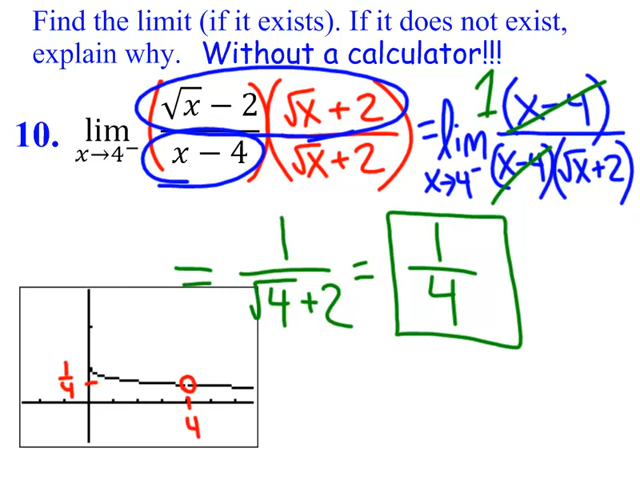 Find the limit (if it exists). If it does not exist,
explain why. Without a calculator!!!
10. lim x→4⁻ (√x − 2 / x − 4)(√x + 2 / √x + 2) = lim x→4⁻ 1 (x − 4) / (x − 4)(√x + 2)
= 1 / √4 + 2 = 1 / 4
1/4
4